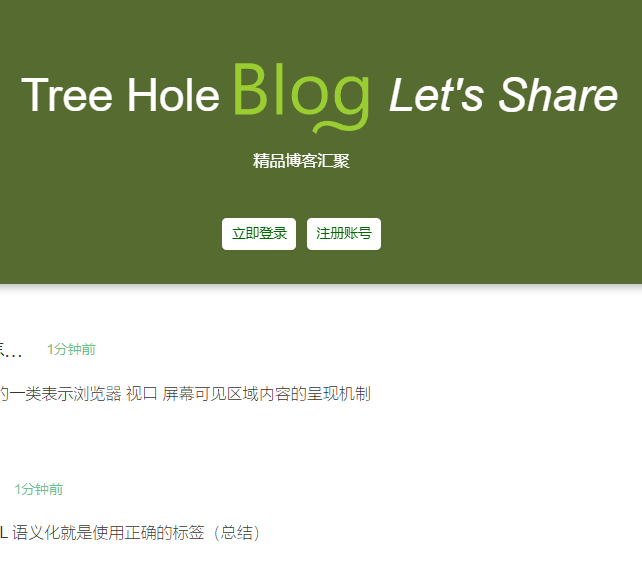 Tree Hole Blog Let's Share
精品博客汇聚
立即登录 注册账号
... 1分钟前
的一类表示浏览器 视口 屏幕可见区域内容的呈现机制
1分钟前
L 语义化就是使用正确的标签（总结）